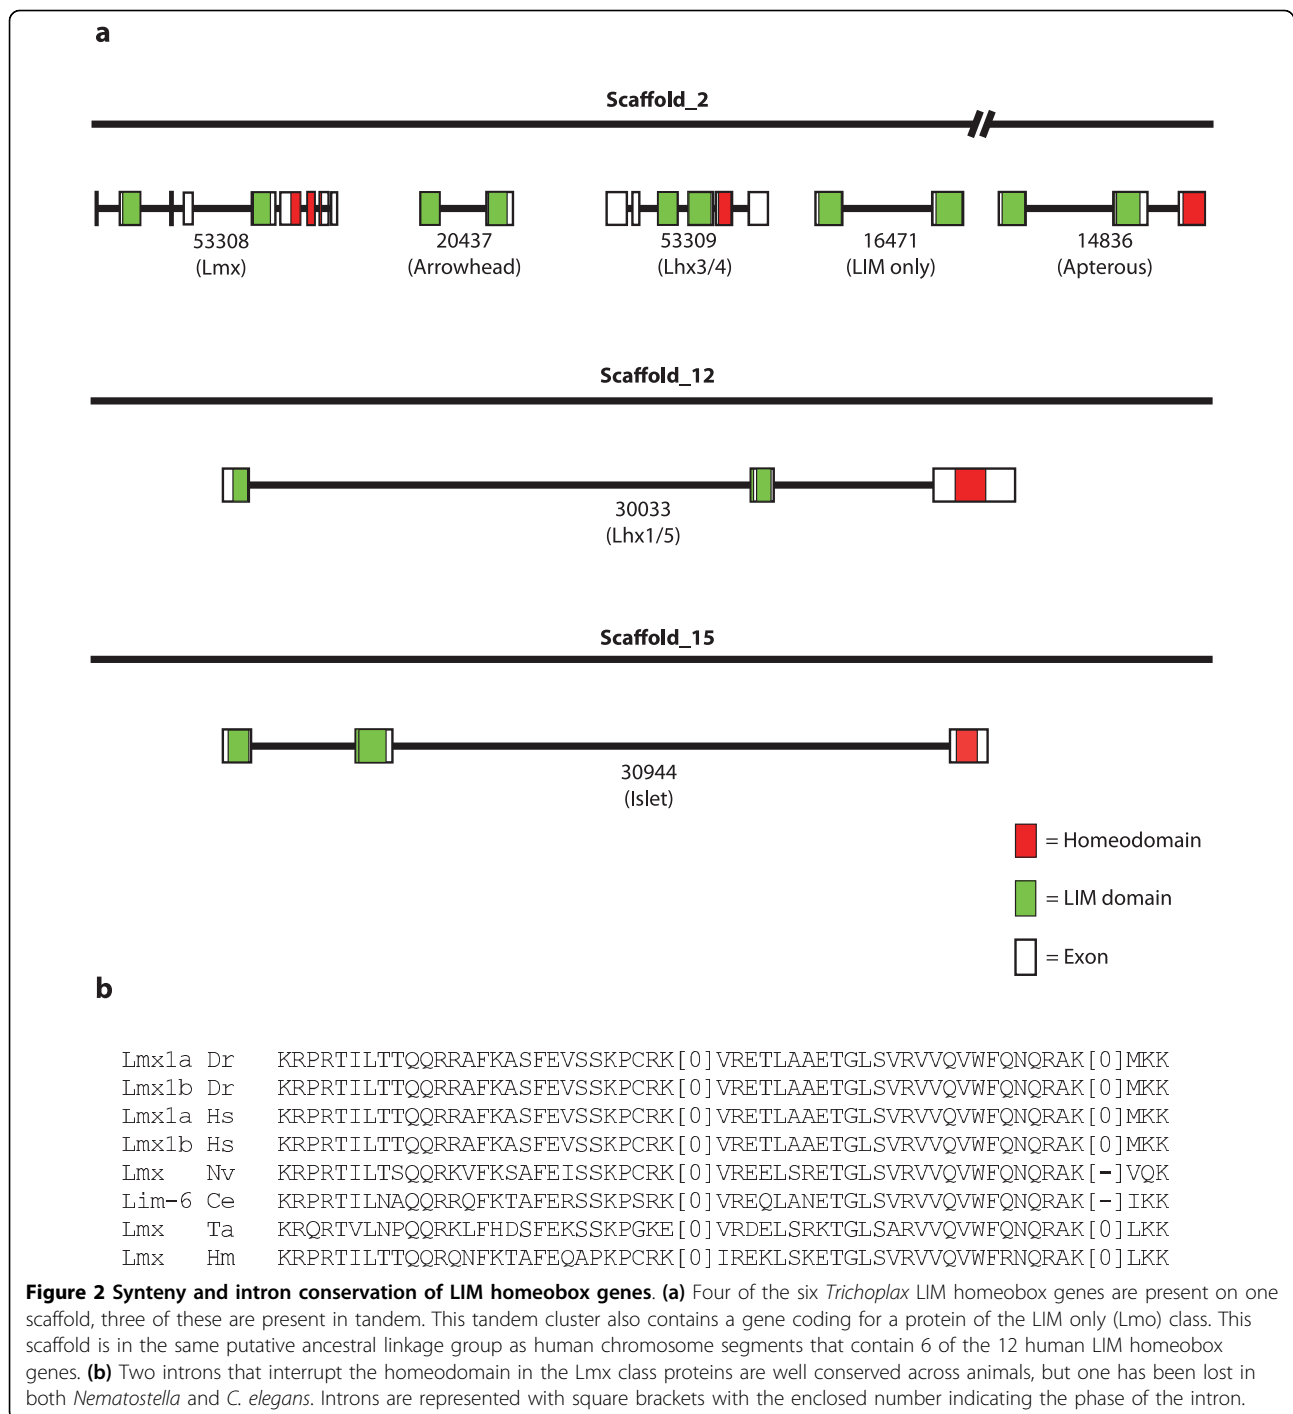 a
Scaffold_2
53308 20437 53309 16471 14836
(Lmx) (Arrowhead) (Lhx3/4) (LIM only) (Apterous)
Scaffold_12
30033
(Lhx1/5)
Scaffold_15
30944
(Islet)
= Homeodomain
= LIM domain
= Exon
b
Lmx1a Dr KRPRTILTTQQRRAFKASFEVSSKPCRK[0]VRETLAAETGLSVRVVQVWFQNQRAK[0]MKK
Lmx1b Dr KRPRTILTTQQRRAFKASFEVSSKPCRK[0]VRETLAAETGLSVRVVQVWFQNQRAK[0]MKK
Lmx1a Hs KRPRTILTTQQRRAFKASFEVSSKPCRK[0]VRETLAAETGLSVRVVQVWFQNQRAK[0]MKK
Lmx1b Hs KRPRTILTTQQRRAFKASFEVSSKPCRK[0]VRETLAAETGLSVRVVQVWFQNQRAK[0]MKK
Lmx Nv KRPRTILTSQQRKVFKSAFEISSKPCRK[0]VREELSRETGLSVRVVQVWFQNQRAK[-]VQK
Lim-6 Ce KRPRTILNAQQRRQFKTAFERSSKPSRK[0]VREQLANETGLSVRVVQVWFQNQRAK[-]IKK
Lmx Ta KRQRTVLNPQQRKLFHDSFEKSSKPGKE[0]VRDELSRKTGLSARVVQVWFQNQRAK[0]LKK
Lmx Hm KRPRTILTTQQRQNFKTAFEQAPKPCRK[0]IREKLSKETGLSVRVVQVWFRNQRAK[0]LKK
Figure 2 Synteny and intron conservation of LIM homeobox genes. (a) Four of the six Trichoplax LIM homeobox genes are present on one
scaffold, three of these are present in tandem. This tandem cluster also contains a gene coding for a protein of the LIM only (Lmo) class. This
scaffold is in the same putative ancestral linkage group as human chromosome segments that contain 6 of the 12 human LIM homeobox
genes. (b) Two introns that interrupt the homeodomain in the Lmx class proteins are well conserved across animals, but one has been lost in
both Nematostella and C. elegans. Introns are represented with square brackets with the enclosed number indicating the phase of the intron.